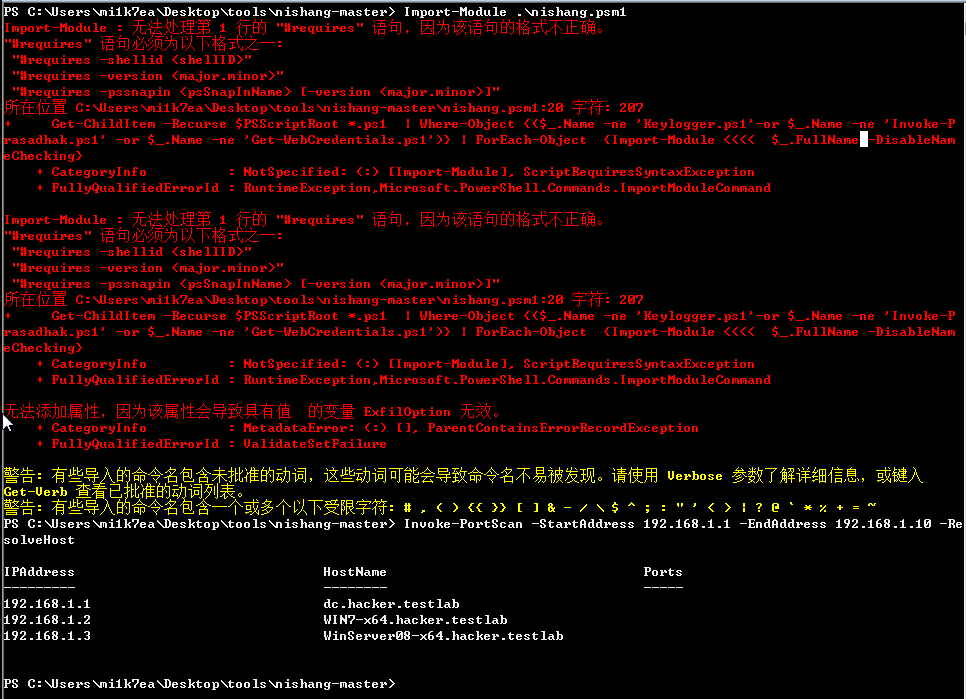 PS C:\Users\mi1k7ea\Desktop\tools\nishang-master> Import-Module .\nishang.psm1
Import-Module : 无法处理第 1 行的 "#requires" 语句，因为该语句的格式不正确。
"#requires" 语句必须为以下格式之一:
 "#requires -shellid <shellID>"
 "#requires -version <major.minor>"
 "#requires -pssnapin <psSnapInName> [-version <major.minor>]"
所在位置 C:\Users\mi1k7ea\Desktop\tools\nishang-master\nishang.psm1:20 字符: 207
+     Get-ChildItem -Recurse $PSScriptRoot *.ps1  | Where-Object {($_.Name -ne 'Keylogger.ps1'-or $_.Name -ne 'Invoke-P
rasadhak.ps1' -or $_.Name -ne 'Get-WebCredentials.ps1')} | ForEach-Object  {Import-Module <<<<  $_.FullName -DisableNam
eChecking}
    + CategoryInfo          : NotSpecified: (:) [Import-Module], ScriptRequiresSyntaxException
    + FullyQualifiedErrorId : RuntimeException,Microsoft.PowerShell.Commands.ImportModuleCommand
Import-Module : 无法处理第 1 行的 "#requires" 语句，因为该语句的格式不正确。
"#requires" 语句必须为以下格式之一:
 "#requires -shellid <shellID>"
 "#requires -version <major.minor>"
 "#requires -pssnapin <psSnapInName> [-version <major.minor>]"
所在位置 C:\Users\mi1k7ea\Desktop\tools\nishang-master\nishang.psm1:20 字符: 207
+     Get-ChildItem -Recurse $PSScriptRoot *.ps1  | Where-Object {($_.Name -ne 'Keylogger.ps1'-or $_.Name -ne 'Invoke-P
rasadhak.ps1' -or $_.Name -ne 'Get-WebCredentials.ps1')} | ForEach-Object  {Import-Module <<<<  $_.FullName -DisableNam
eChecking}
    + CategoryInfo          : NotSpecified: (:) [Import-Module], ScriptRequiresSyntaxException
    + FullyQualifiedErrorId : RuntimeException,Microsoft.PowerShell.Commands.ImportModuleCommand
无法添加属性，因为该属性会导致具有值  的变量 ExfilOption 无效。
    + CategoryInfo          : MetadataError: (:) [], ParentContainsErrorRecordException
    + FullyQualifiedErrorId : ValidateSetFailure
警告: 有些导入的命令名包含未批准的动词，这些动词可能会导致命令名不易被发现。请使用 Verbose 参数了解详细信息，或键入
Get-Verb 查看已批准的动词列表。
警告: 有些导入的命令名包含一个或多个以下受限字符: # , ( ) {{ }} [ ] & - / \ $ ^ ; : " ' < > | ? @ ` * % + = ~
PS C:\Users\mi1k7ea\Desktop\tools\nishang-master> Invoke-PortScan -StartAddress 192.168.1.1 -EndAddress 192.168.1.10 -Re
solveHost
IPAddress                               HostName                                Ports
---------                               --------                                -----
192.168.1.1                             dc.hacker.testlab
192.168.1.2                             WIN7-x64.hacker.testlab
192.168.1.3                             WinServer08-x64.hacker.testlab
PS C:\Users\mi1k7ea\Desktop\tools\nishang-master>